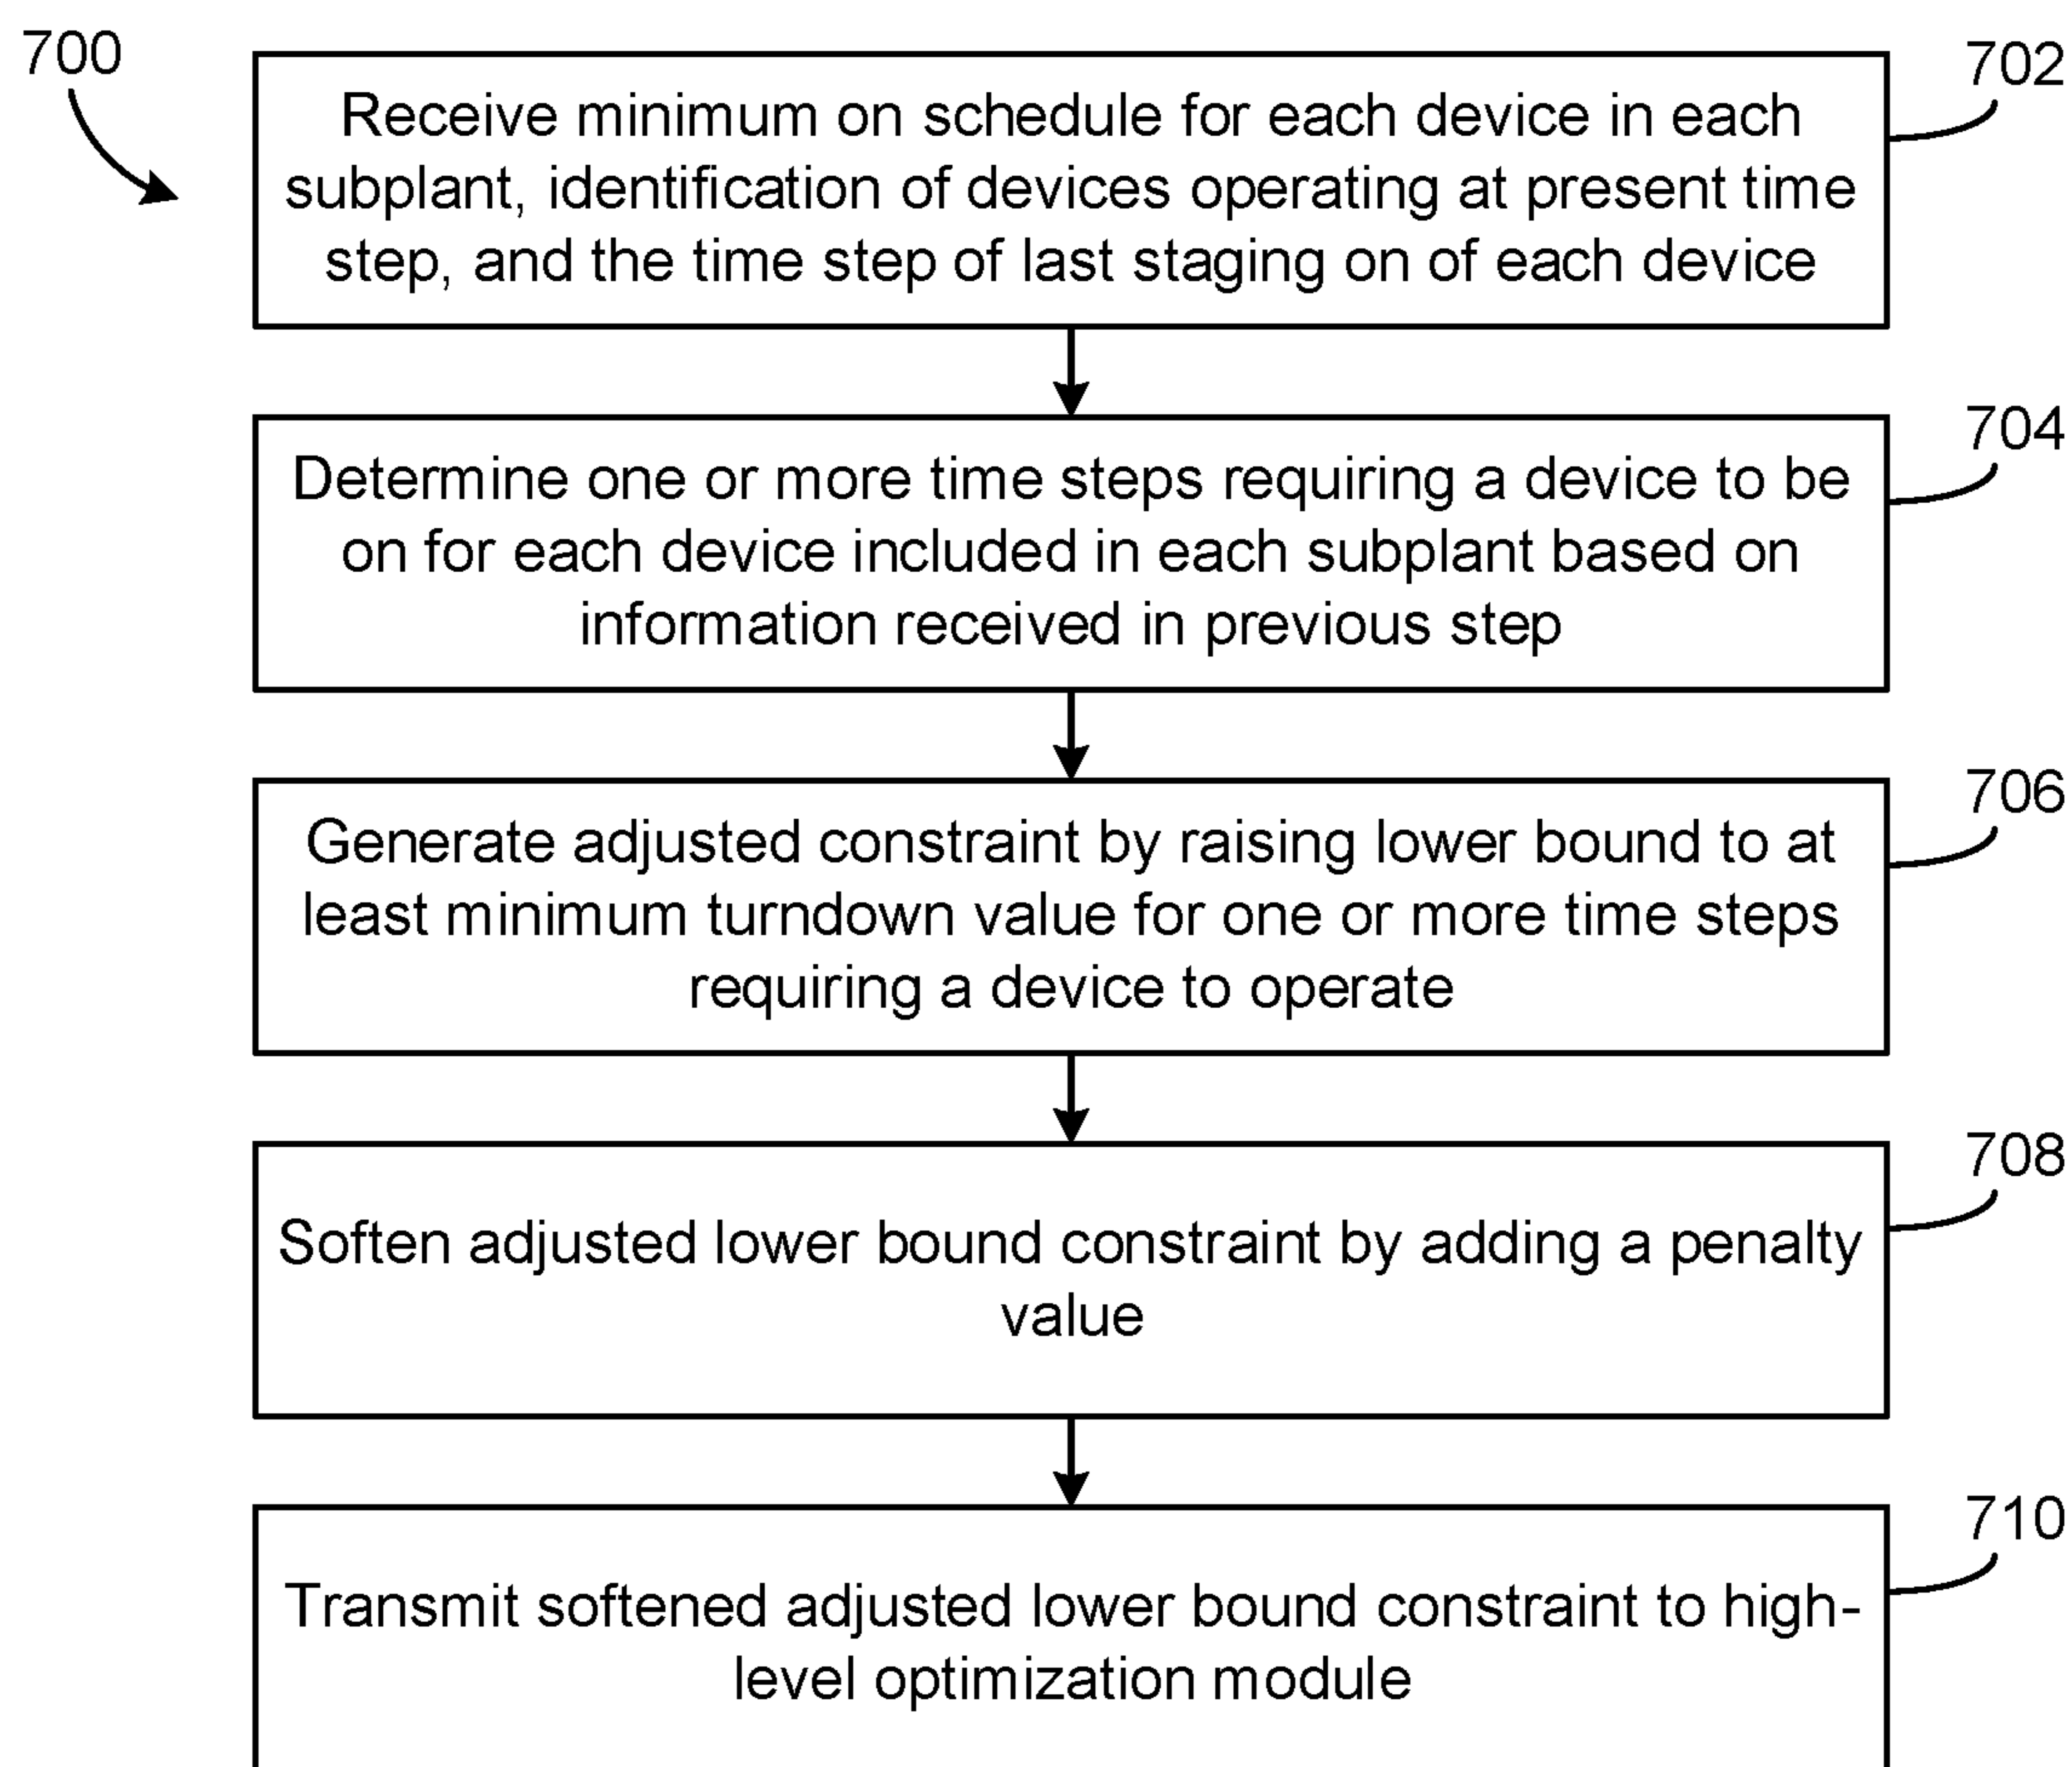 700
702
Receive minimum on schedule for each device in each
subplant, identification of devices operating at present time
step, and the time step of last staging on of each device
704
Determine one or more time steps requiring a device to be
on for each device included in each subplant based on
information received in previous step
706
Generate adjusted constraint by raising lower bound to at
least minimum turndown value for one or more time steps
requiring a device to operate
708
Soften adjusted lower bound constraint by adding a penalty
value
710
Transmit softened adjusted lower bound constraint to high-
level optimization module